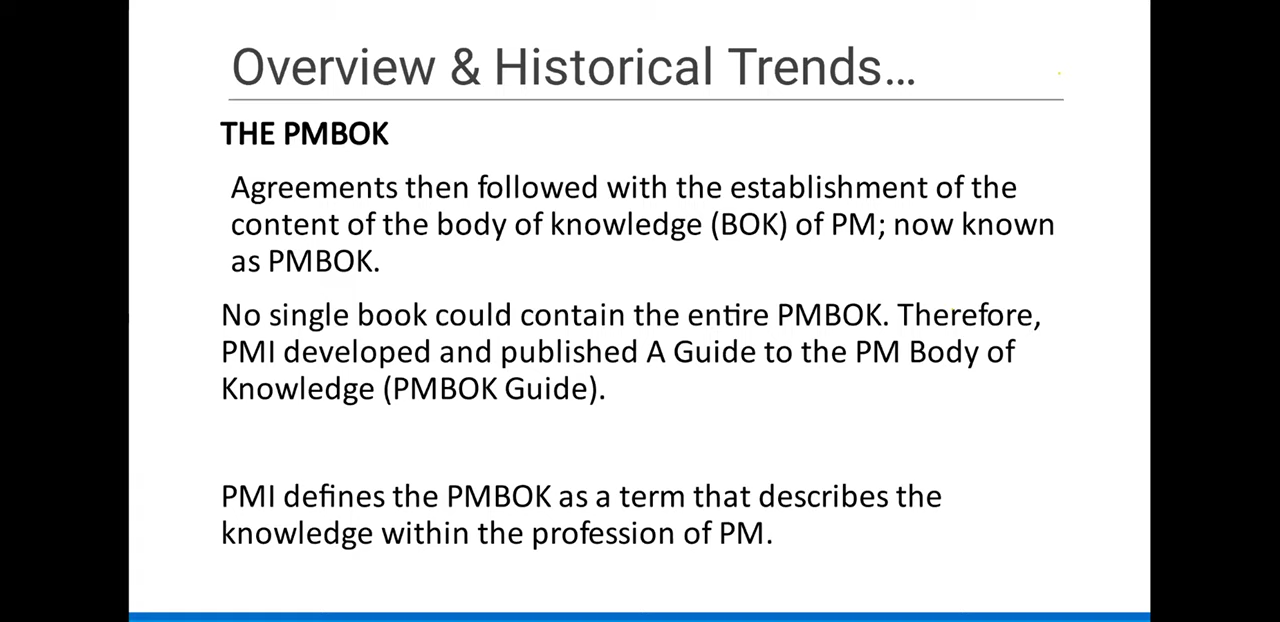 Overview & Historical Trends...
THE PMBOK
Agreements then followed with the establishment of the
content of the body of knowledge (BOK) of PM; now known
as PMBOK.
No single book could contain the entire PMBOK. Therefore,
PMI developed and published A Guide to the PM Body of
Knowledge (PMBOK Guide).
PMI defines the PMBOK as a term that describes the
knowledge within the profession of PM.